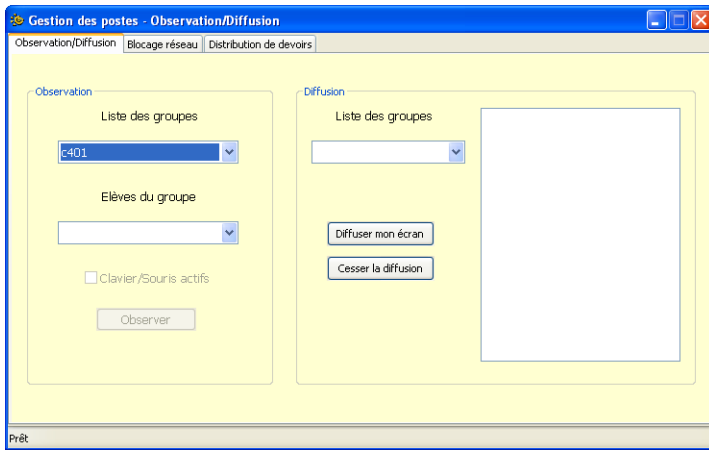 Gestion des postes - Observation/Diffusion
Observation/Diffusion Blocage réseau Distribution de devoirs
Observation
Liste des groupes
c401
Elèves du groupe
Clavier/Souris actifs
Observer
Diffusion
Liste des groupes
Diffuser mon écran
Cesser la diffusion
Prêt